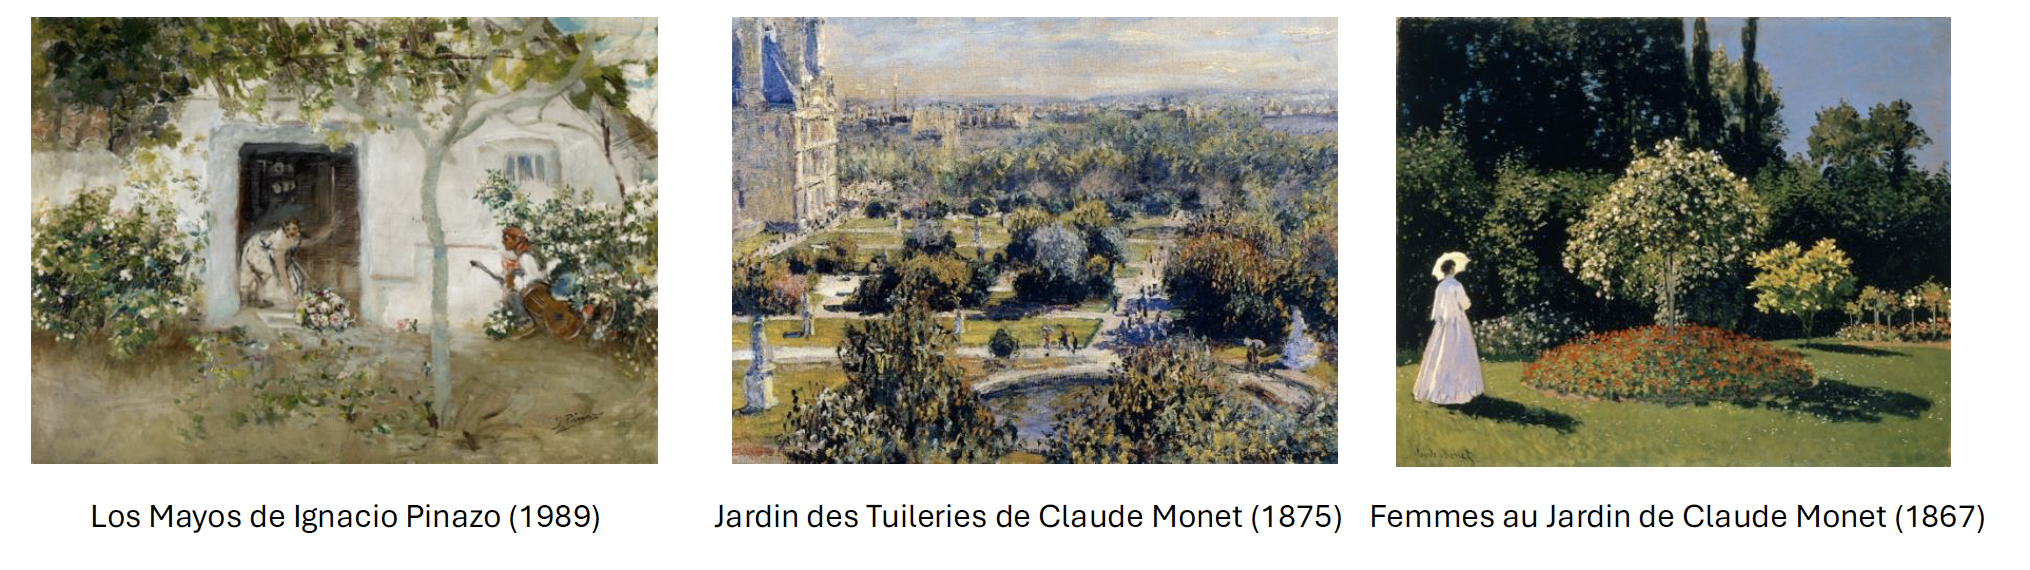 Los Mayos de Ignacio Pinazo (1989)
Jardin des Tuileries de Claude Monet (1875)
Femmes au Jardin de Claude Monet (1867)